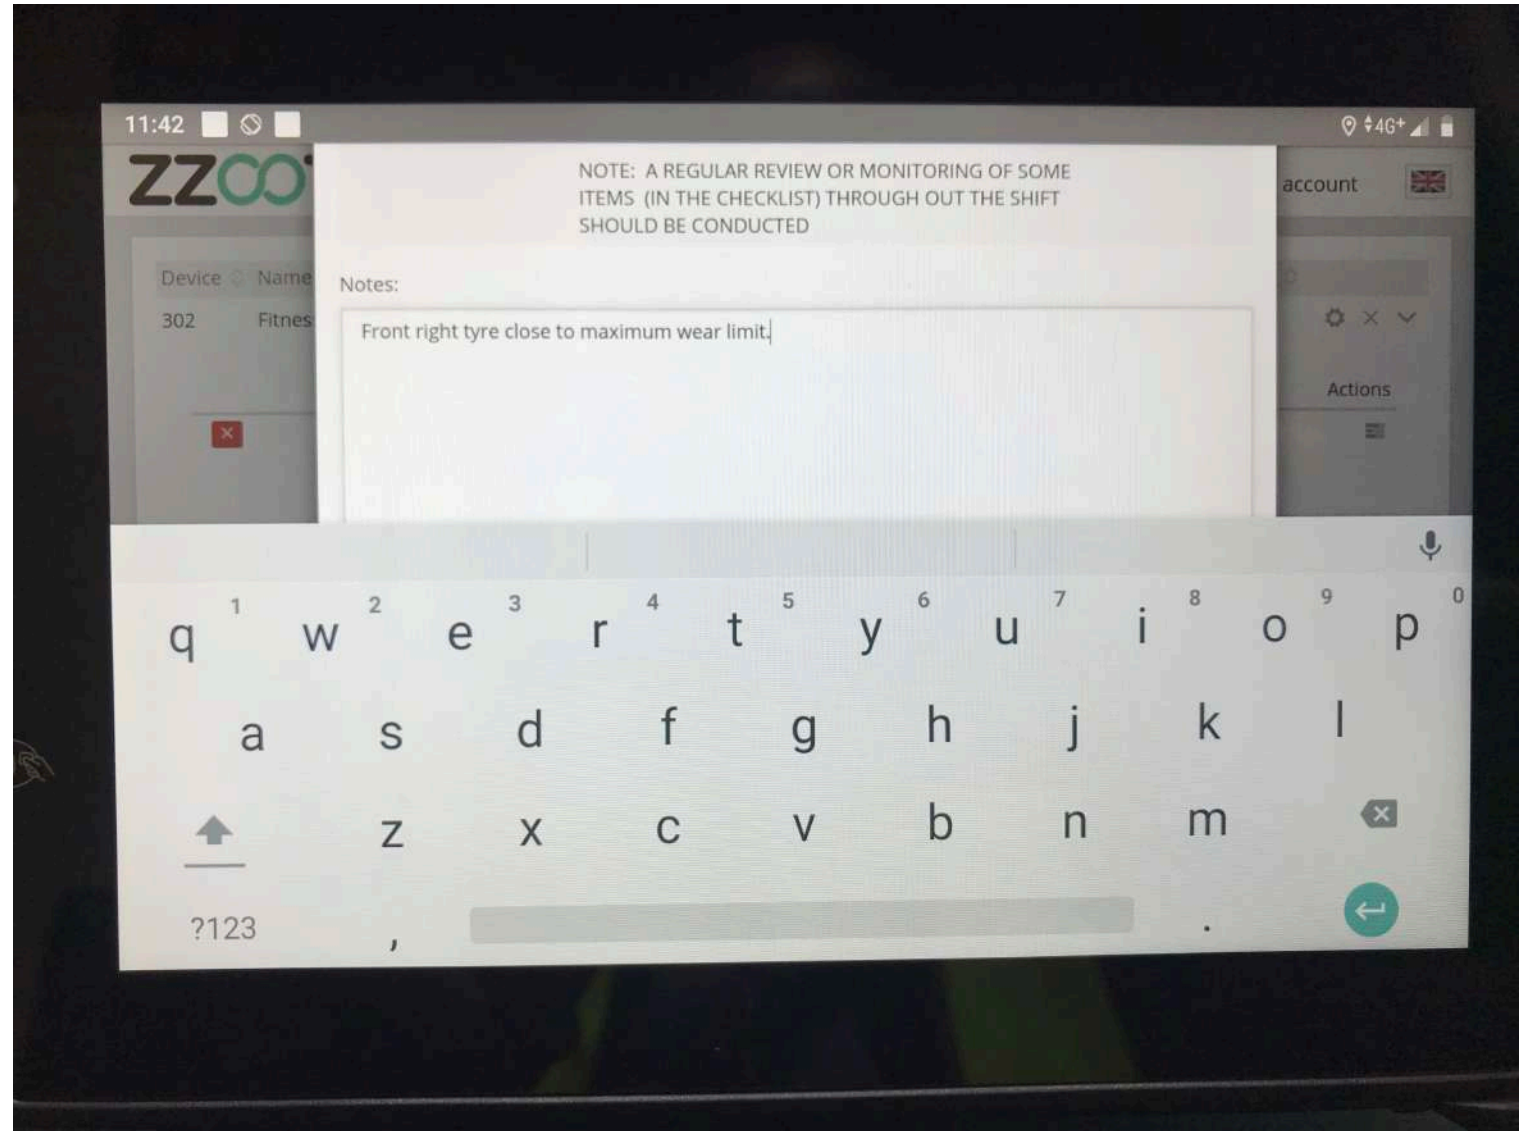 11:42
4G+
ZZOO
account
NOTE: A REGULAR REVIEW OR MONITORING OF SOME
ITEMS (IN THE CHECKLIST) THROUGH OUT THE SHIFT
SHOULD BE CONDUCTED
Device Name
Notes:
302
Front right tyre close to maximum wear limit.
Actions
1 2 3 4 5 6 7 8 9 0
q w e r t y u i o p
a s d f g h j k l
z x c v b n m
?123 , .